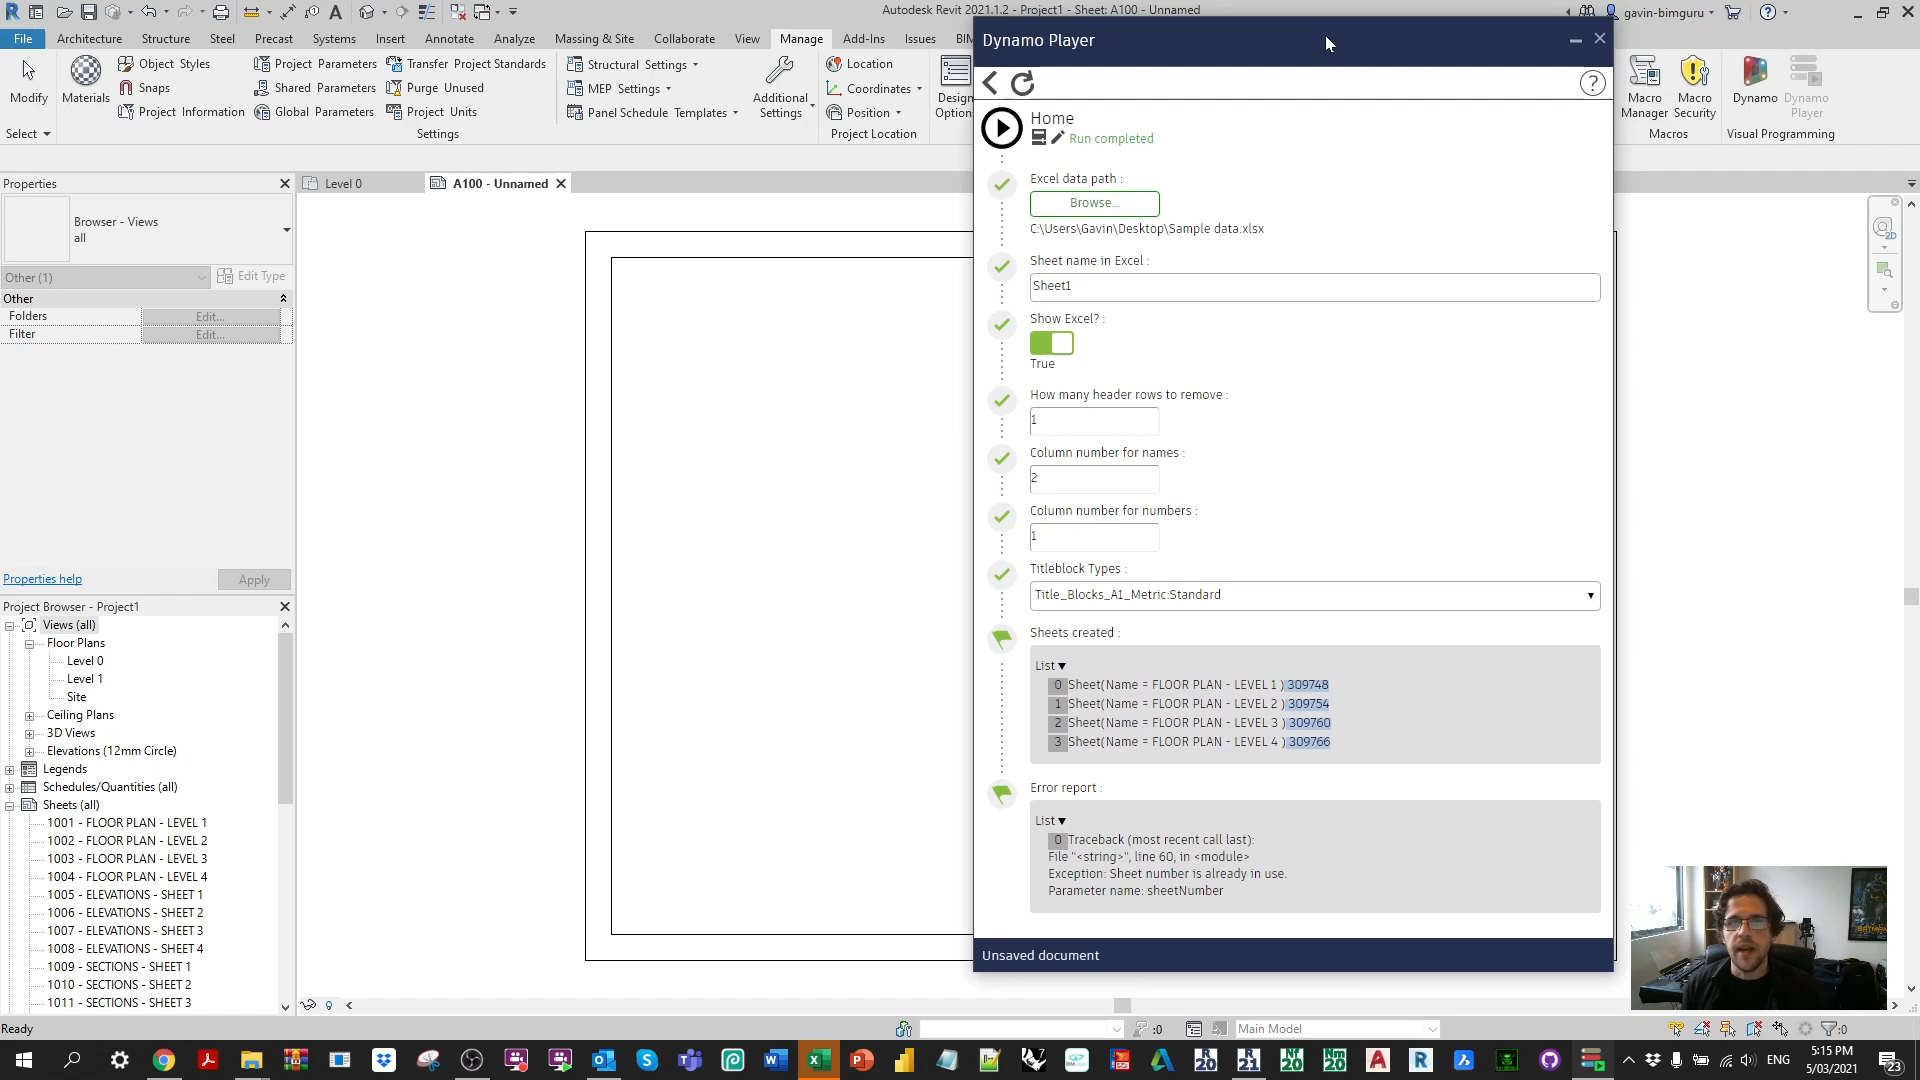 Autodesk Revit 2021.1.2 - Project1 - Sheet: A100 - Unnamed
gavin-bimguru
File
Architecture
Structure
Steel
Precast
Systems
Insert
Annotate
Analyze
Massing & Site
Collaborate
View
Manage
Add-Ins
Issues
Modify
Select
Materials
Object Styles
Snaps
Project Information
Project Parameters
Shared Parameters
Global Parameters
Transfer Project Standards
Purge Unused
Project Units
Settings
Structural Settings
MEP Settings
Panel Schedule Templates
Additional
Settings
Location
Coordinates
Position
Project Location
Macro
Manager
Macro
Security
Macros
Dynamo
Dynamo
Player
Visual Programming
Properties
Browser - Views
all
Other (1)
Edit Type
Other
Folders
Edit...
Filter
Edit...
Properties help
Apply
Level 0
A100 - Unnamed
Project Browser - Project1
Views (all)
Floor Plans
Level 0
Level 1
Site
Ceiling Plans
3D Views
Elevations (12mm Circle)
Legends
Schedules/Quantities (all)
Sheets (all)
1001 - FLOOR PLAN - LEVEL 1
1002 - FLOOR PLAN - LEVEL 2
1003 - FLOOR PLAN - LEVEL 3
1004 - FLOOR PLAN - LEVEL 4
1005 - ELEVATIONS - SHEET 1
1006 - ELEVATIONS - SHEET 2
1007 - ELEVATIONS - SHEET 3
1008 - ELEVATIONS - SHEET 4
1009 - SECTIONS - SHEET 1
1010 - SECTIONS - SHEET 2
1011 - SECTIONS - SHEET 3
Dynamo Player
Home
Run completed
Excel data path :
Browse...
C:\Users\Gavin\Desktop\Sample data.xlsx
Sheet name in Excel :
Sheet1
Show Excel? :
True
How many header rows to remove :
1
Column number for names :
2
Column number for numbers :
1
Titleblock Types :
Title_Blocks_A1_Metric:Standard
Sheets created :
List
0 Sheet(Name = FLOOR PLAN - LEVEL 1 ) 309748
1 Sheet(Name = FLOOR PLAN - LEVEL 2 ) 309754
2 Sheet(Name = FLOOR PLAN - LEVEL 3 ) 309760
3 Sheet(Name = FLOOR PLAN - LEVEL 4 ) 309766
Error report :
List
0 Traceback (most recent call last):
File "<string>", line 60, in <module>
Exception: Sheet number is already in use.
Parameter name: sheetNumber
Unsaved document
Ready
:0
Main Model
:0
ENG
5:15 PM
5/03/2021
23